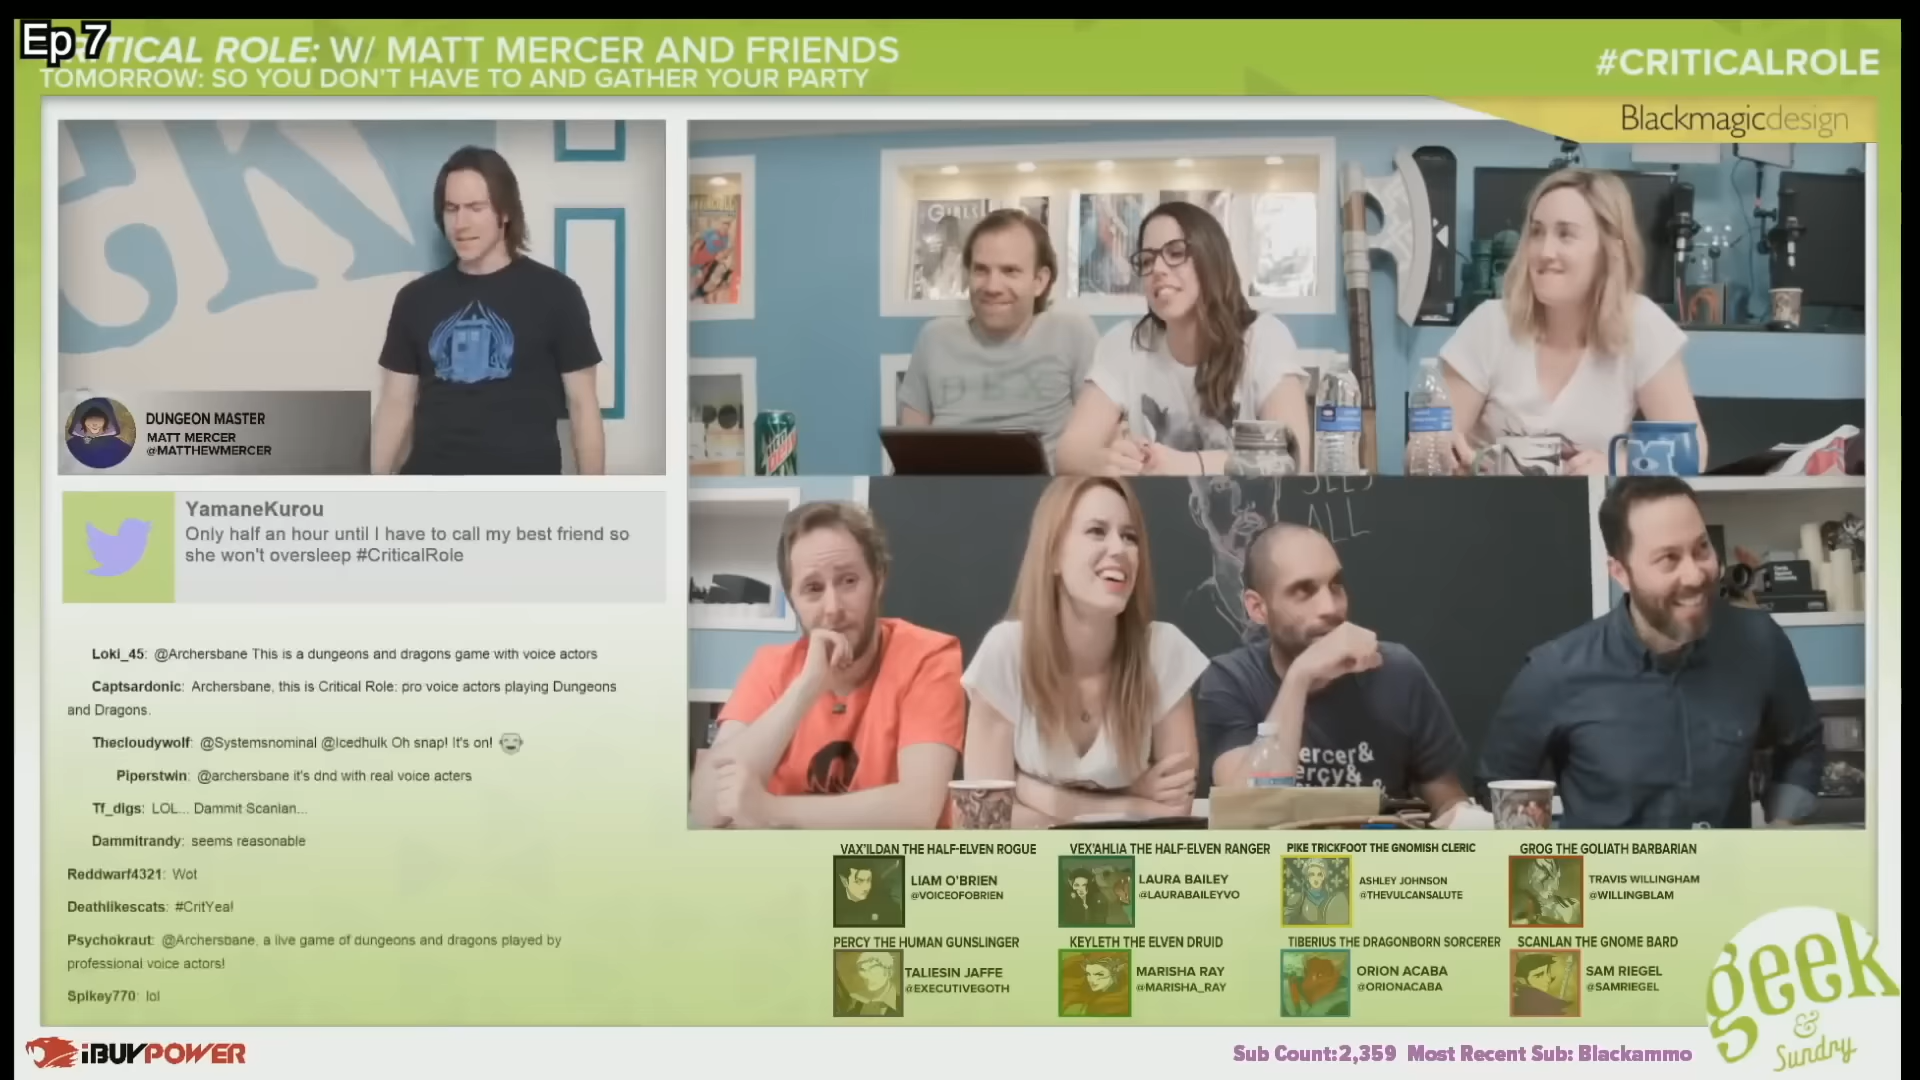 Ep 7
TICAL ROLE: W/ MATT MERCER AND FRIENDS
TOMORROW: SO YOU DON'T HAVE TO AND GATHER YOUR PARTY
#CRITICALROLE
Blackmagicdesign
GIRLS
DEX
SEES
ALL
DUNGEON MASTER
MATT MERCER
@MATTHEWMERCER
YamaneKurou
Only half an hour until I have to call my best friend so
she won't oversleep #CriticalRole
Loki_45: @Archersbane This is a dungeons and dragons game with voice actors
Captsardonic: Archersbane, this is Critical Role: pro voice actors playing Dungeons
and Dragons.
Thecloudywolf: @Systemsnominal @Icedhulk Oh snap! It's on!
Piperstwin: @archersbane it's dnd with real voice acters
Tf_digs: LOL... Dammit Scanlan...
Dammitrandy: seems reasonable
Reddwarf4321: Wot
Deathlikescats: #CritYea!
Psychokraut: @Archersbane, a live game of dungeons and dragons played by
professional voice actors!
Spikey770: lol
ercer&
ercy&
VAX'ILDAN THE HALF-ELVEN ROGUE
LIAM O'BRIEN
@VOICEOFOBRIEN
VEX'AHLIA THE HALF-ELVEN RANGER
LAURA BAILEY
@LAURABAILEYVO
PIKE TRICKFOOT THE GNOMISH CLERIC
ASHLEY JOHNSON
@THEVULCANSALUTE
GROG THE GOLIATH BARBARIAN
TRAVIS WILLINGHAM
@WILLINGBLAM
PERCY THE HUMAN GUNSLINGER
TALIESIN JAFFE
@EXECUTIVEGOTH
KEYLETH THE ELVEN DRUID
MARISHA RAY
@MARISHA_RAY
TIBERIUS THE DRAGONBORN SORCERER
ORION ACABA
@ORIONACABA
SCANLAN THE GNOME BARD
SAM RIEGEL
@SAMRIEGEL
geek
&
Sundry
iBUYPOWER
Sub Count:2,359 Most Recent Sub: Blackammo